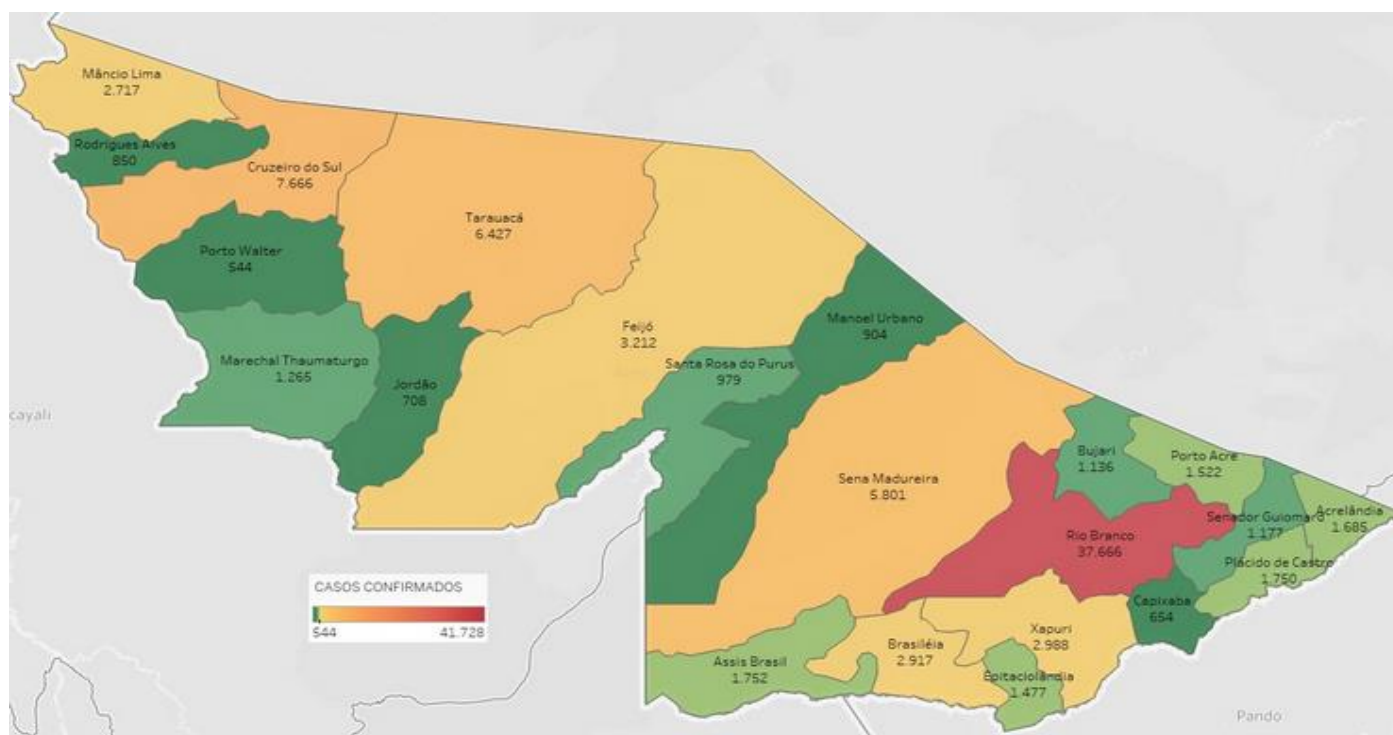 Mâncio Lima
2.717
Rodrigues Alves
850
Cruzeiro do Sul
7.666
Tarauacá
6.427
Porto Walter
544
Feijó
3.212
Manoel Urbano
904
Marechal Thaumaturgo
1.265
Santa Rosa do Purus
979
Jordão
708
cayali
Sena Madureira
5.801
Bujari
1.136
Porto Acre
1.522
Senador Guiomard
1.177
Acrelândia
1.685
Rio Branco
37.666
Plácido de Castro
1.750
CASOS CONFIRMADOS
544
41.728
Capixaba
654
Xapuri
2.988
Brasiléia
2.917
Assis Brasil
1.752
Epitaciolândia
1.477
Pando